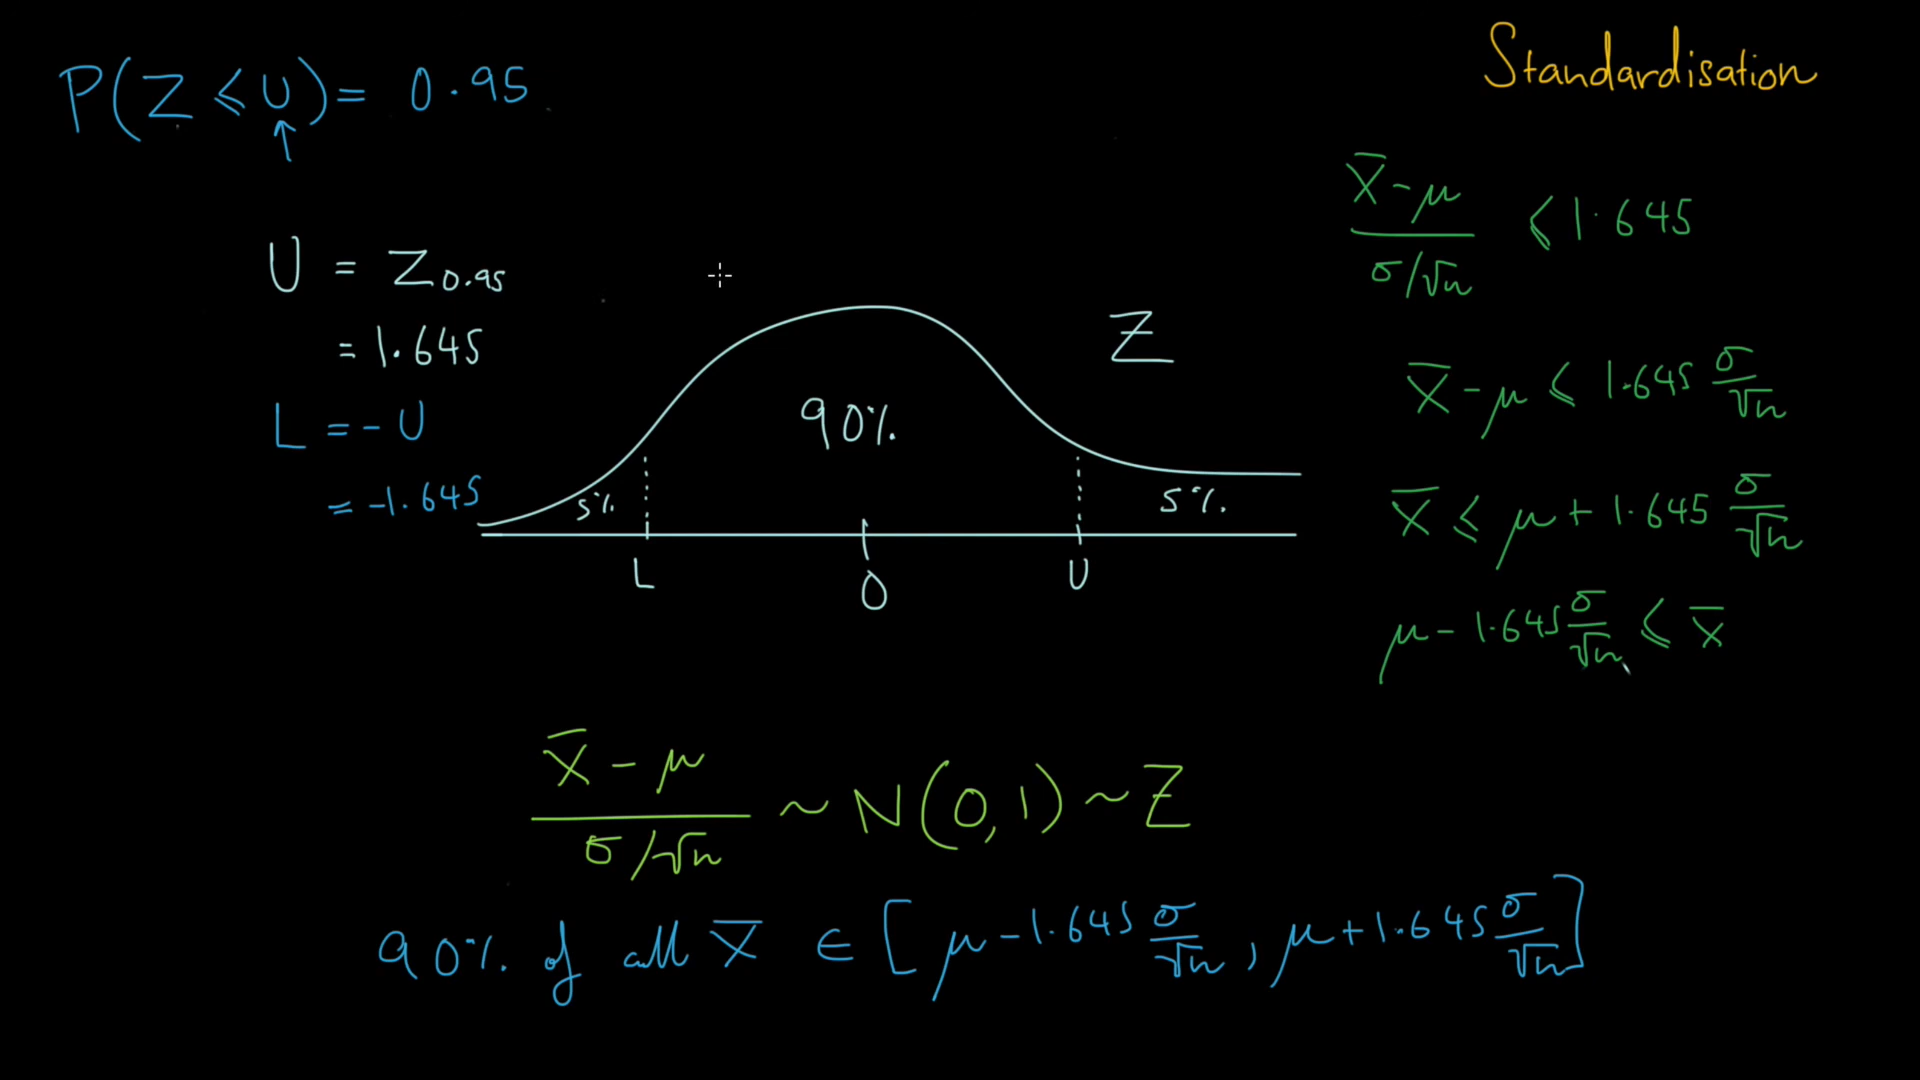 Standardisation
P(Z ≤ U) = 0.95
↑
U = Z0.95
= 1.645
L = - U
= -1.645
Z
90%
5%
5%
L
0
U
X̄ - μ
σ/√n
≤ 1.645
X̄ - μ ≤ 1.645 σ/√n
X̄ ≤ μ + 1.645 σ/√n
μ - 1.645 σ/√n ≤ X̄
X̄ - μ
σ/√n
~ N(0,1) ~ Z
90% of all X̄ ∈ [μ - 1.645 σ/√n, μ + 1.645 σ/√n]